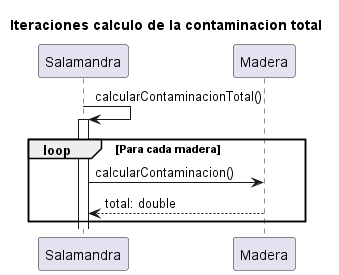 Iteraciones calculo de la contaminacion total
Salamandra Madera
calcularContaminacionTotal()
loop [Para cada madera]
calcularContaminacion()
total: double
Salamandra Madera